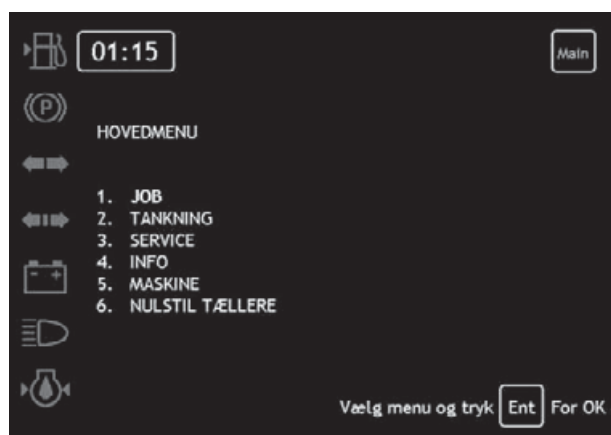 01:15
Main
(P)
HOVEDMENU
1. JOB
2. TANKNING
3. SERVICE
4. INFO
5. MASKINE
6. NULSTIL TÆLLERE
- +
Vælg menu og tryk Ent For OK